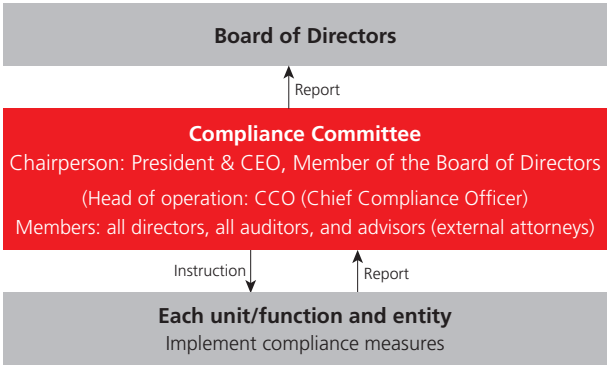 Board of Directors
Report
Compliance Committee
Chairperson: President & CEO, Member of the Board of Directors
(Head of operation: CCO (Chief Compliance Officer)
Members: all directors, all auditors, and advisors (external attorneys)
Instruction
Report
Each unit/function and entity
Implement compliance measures